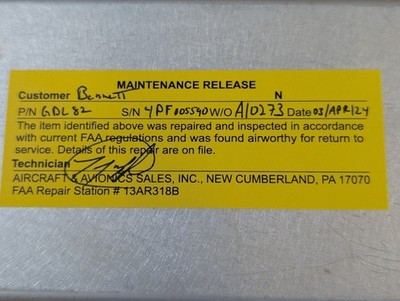 MAINTENANCE RELEASE
Customer Bennett N
P/N GDL 82 S/N 4PF005540 W/O A10273 Date 03/APR/24
The item identified above was repaired and inspected in accordance
with current FAA regulations and was found airworthy for return to
service. Details of this repair are on file.
Technician
AIRCRAFT & AVIONICS SALES, INC., NEW CUMBERLAND, PA 17070
FAA Repair Station # 13AR318B